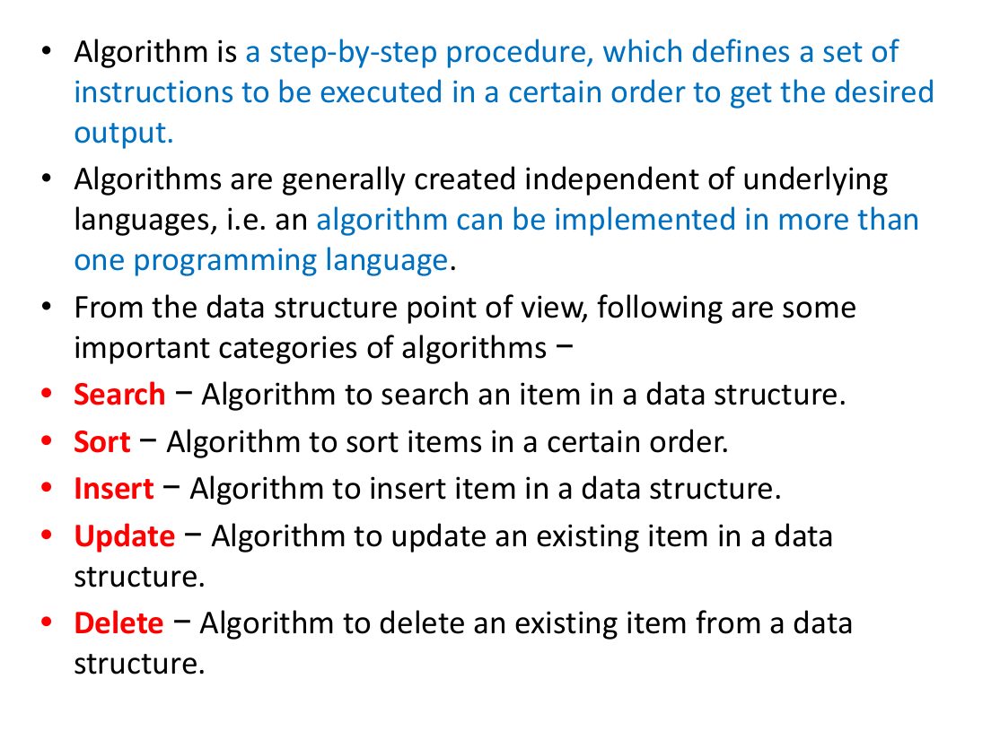 • Algorithm is a step-by-step procedure, which defines a set of
instructions to be executed in a certain order to get the desired
output.
• Algorithms are generally created independent of underlying
languages, i.e. an algorithm can be implemented in more than
one programming language.
• From the data structure point of view, following are some
important categories of algorithms −
• Search − Algorithm to search an item in a data structure.
• Sort − Algorithm to sort items in a certain order.
• Insert − Algorithm to insert item in a data structure.
• Update − Algorithm to update an existing item in a data
structure.
• Delete − Algorithm to delete an existing item from a data
structure.